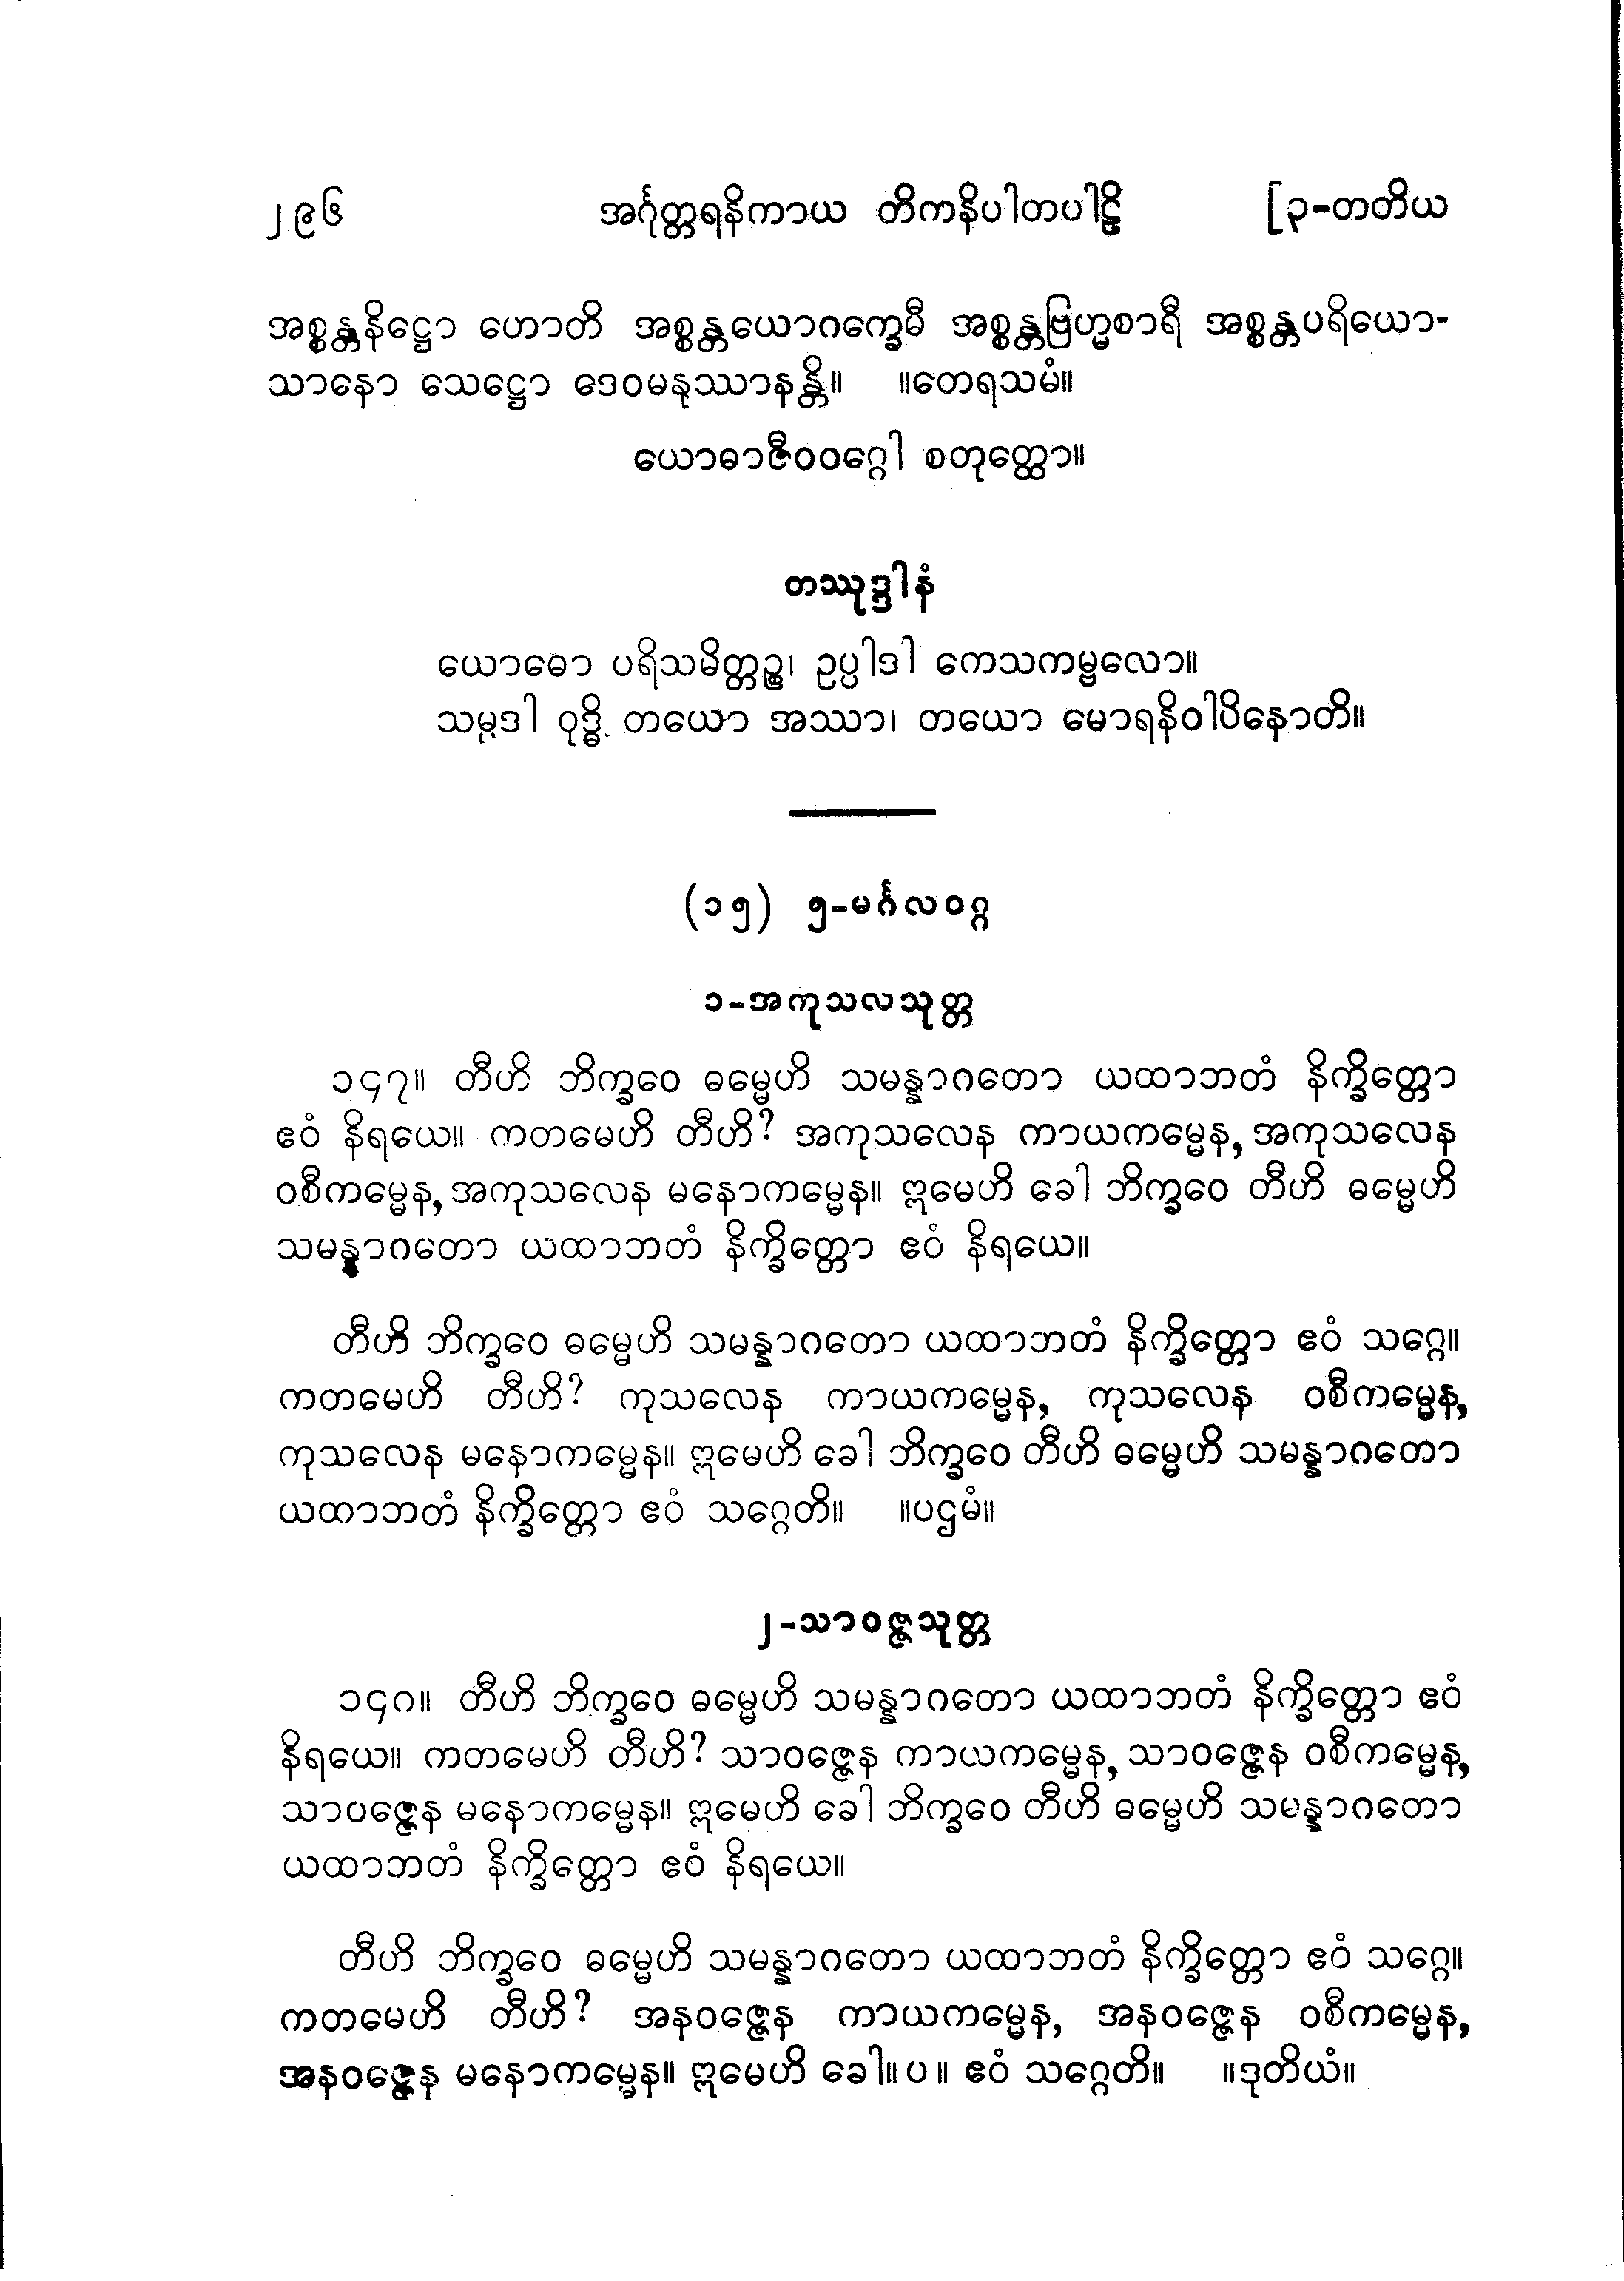 ၂၉၆ အင်္ဂုတ္တရနိကာယ တိကနိပါတပါဠိ [၃-တတိယ
အစ္စန္တနိဋ္ဌော ဟောတိ အစ္စန္တယောဂက္ခေမီ အစ္စန္တဗြဟ္မစာရီ အစ္စန္တပရိယော-
သာနော သေဋ္ဌော ဒေဝမနုဿာနန္တိ။ ။တေရသမံ။
ယောဓာဇီဝဝဂ္ဂေါ စတုတ္ထော။
တဿုဒ္ဒါနံ
ယောဓော ပရိသမိတ္တဉ္စ၊ ဥပ္ပါဒါ ကေသကမ္ဗလော။
သမ္ပဒါ ဝုဒ္ဓိ တယော အဿာ၊ တယော မောရနိဝါပိနောတိ။
(၁၅) ၅-မင်္ဂလဝဂ္ဂ
၁-အကုသလသုတ္တ
၁၄၇။ တီဟိ ဘိက္ခဝေ ဓမ္မေဟိ သမန္နာဂတော ယထာဘတံ နိက္ခိတ္တော
ဧဝံ နိရယေ။ ကတမေဟိ တီဟိ? အကုသလေန ကာယကမ္မေန, အကုသလေန
ဝစီကမ္မေန, အကုသလေန မနောကမ္မေန။ ဣမေဟိ ခေါ ဘိက္ခဝေ တီဟိ ဓမ္မေဟိ
သမန္နာဂတော ယထာဘတံ နိက္ခိတ္တော ဧဝံ နိရယေ။
တီဟိ ဘိက္ခဝေ ဓမ္မေဟိ သမန္နာဂတော ယထာဘတံ နိက္ခိတ္တော ဧဝံ သဂ္ဂေ။
ကတမေဟိ တီဟိ? ကုသလေန ကာယကမ္မေန, ကုသလေန ဝစီကမ္မေန,
ကုသလေန မနောကမ္မေန။ ဣမေဟိ ခေါ ဘိက္ခဝေ တီဟိ ဓမ္မေဟိ သမန္နာဂတော
ယထာဘတံ နိက္ခိတ္တော ဧဝံ သဂ္ဂေတိ။ ။ပဌမံ။
၂-သာဝဇ္ဇသုတ္တ
၁၄၈။ တီဟိ ဘိက္ခဝေ ဓမ္မေဟိ သမန္နာဂတော ယထာဘတံ နိက္ခိတ္တော ဧဝံ
နိရယေ။ ကတမေဟိ တီဟိ? သာဝဇ္ဇေန ကာယကမ္မေန, သာဝဇ္ဇေန ဝစီကမ္မေန,
သာဝဇ္ဇေန မနောကမ္မေန။ ဣမေဟိ ခေါ ဘိက္ခဝေ တီဟိ ဓမ္မေဟိ သမန္နာဂတော
ယထာဘတံ နိက္ခိတ္တော ဧဝံ နိရယေ။
တီဟိ ဘိက္ခဝေ ဓမ္မေဟိ သမန္နာဂတော ယထာဘတံ နိက္ခိတ္တော ဧဝံ သဂ္ဂေ။
ကတမေဟိ တီဟိ? အနဝဇ္ဇေန ကာယကမ္မေန, အနဝဇ္ဇေန ဝစီကမ္မေန,
အနဝဇ္ဇေန မနောကမ္မေန။ ဣမေဟိ ခေါ။ ပ။ ဧဝံ သဂ္ဂေတိ။ ။ဒုတိယံ။